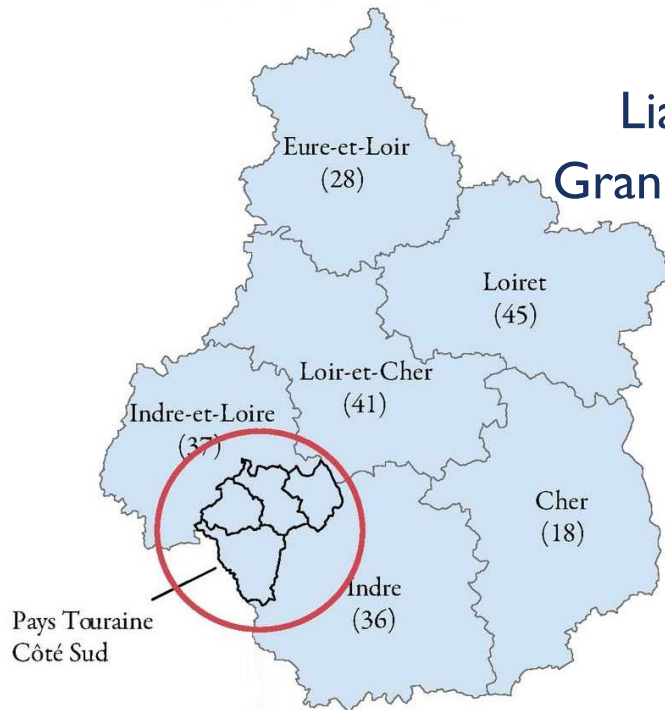 Eure-et-Loir
(28)
Loiret
(45)
Loir-et-Cher
(41)
Indre-et-Loire
(37)
Cher
(18)
Indre
(36)
Pays Touraine
Côté Sud